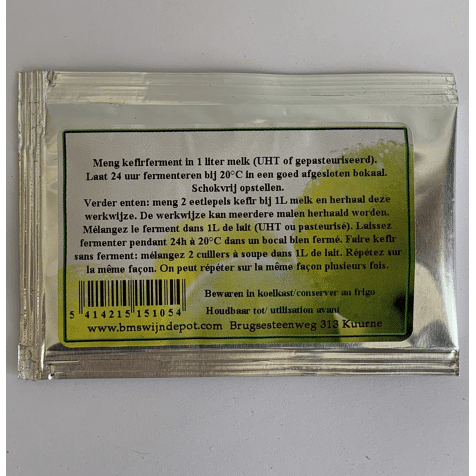 Meng kefirferment in 1 liter melk (UHT of gepasteuriseerd).
Laat 24 uur fermenteren bij 20°C in een goed afgesloten bokaal.
Schokvrij opstellen.
Verder enten: meng 2 eetlepels kefir bij 1L melk en herhaal deze
werkwijze. De werkwijze kan meerdere malen herhaald worden.
Mélangez le ferment dans 1L de lait (UHT ou pasteurisé). Laissez
fermenter pendant 24h à 20°C dans un bocal bien fermé. Faire kefir
sans ferment: mélangez 2 cuillers à soupe dans 1L de lait. Répétez sur
la même façon. On peut répéter sur la même façon plusieurs fois.
Bewaren in koelkast/conserver au frigo
Houdbaar tot/ utilisation avant
5 414215 151054
www.bmswijndepot.com Brugsesteenweg 313 Kuurne